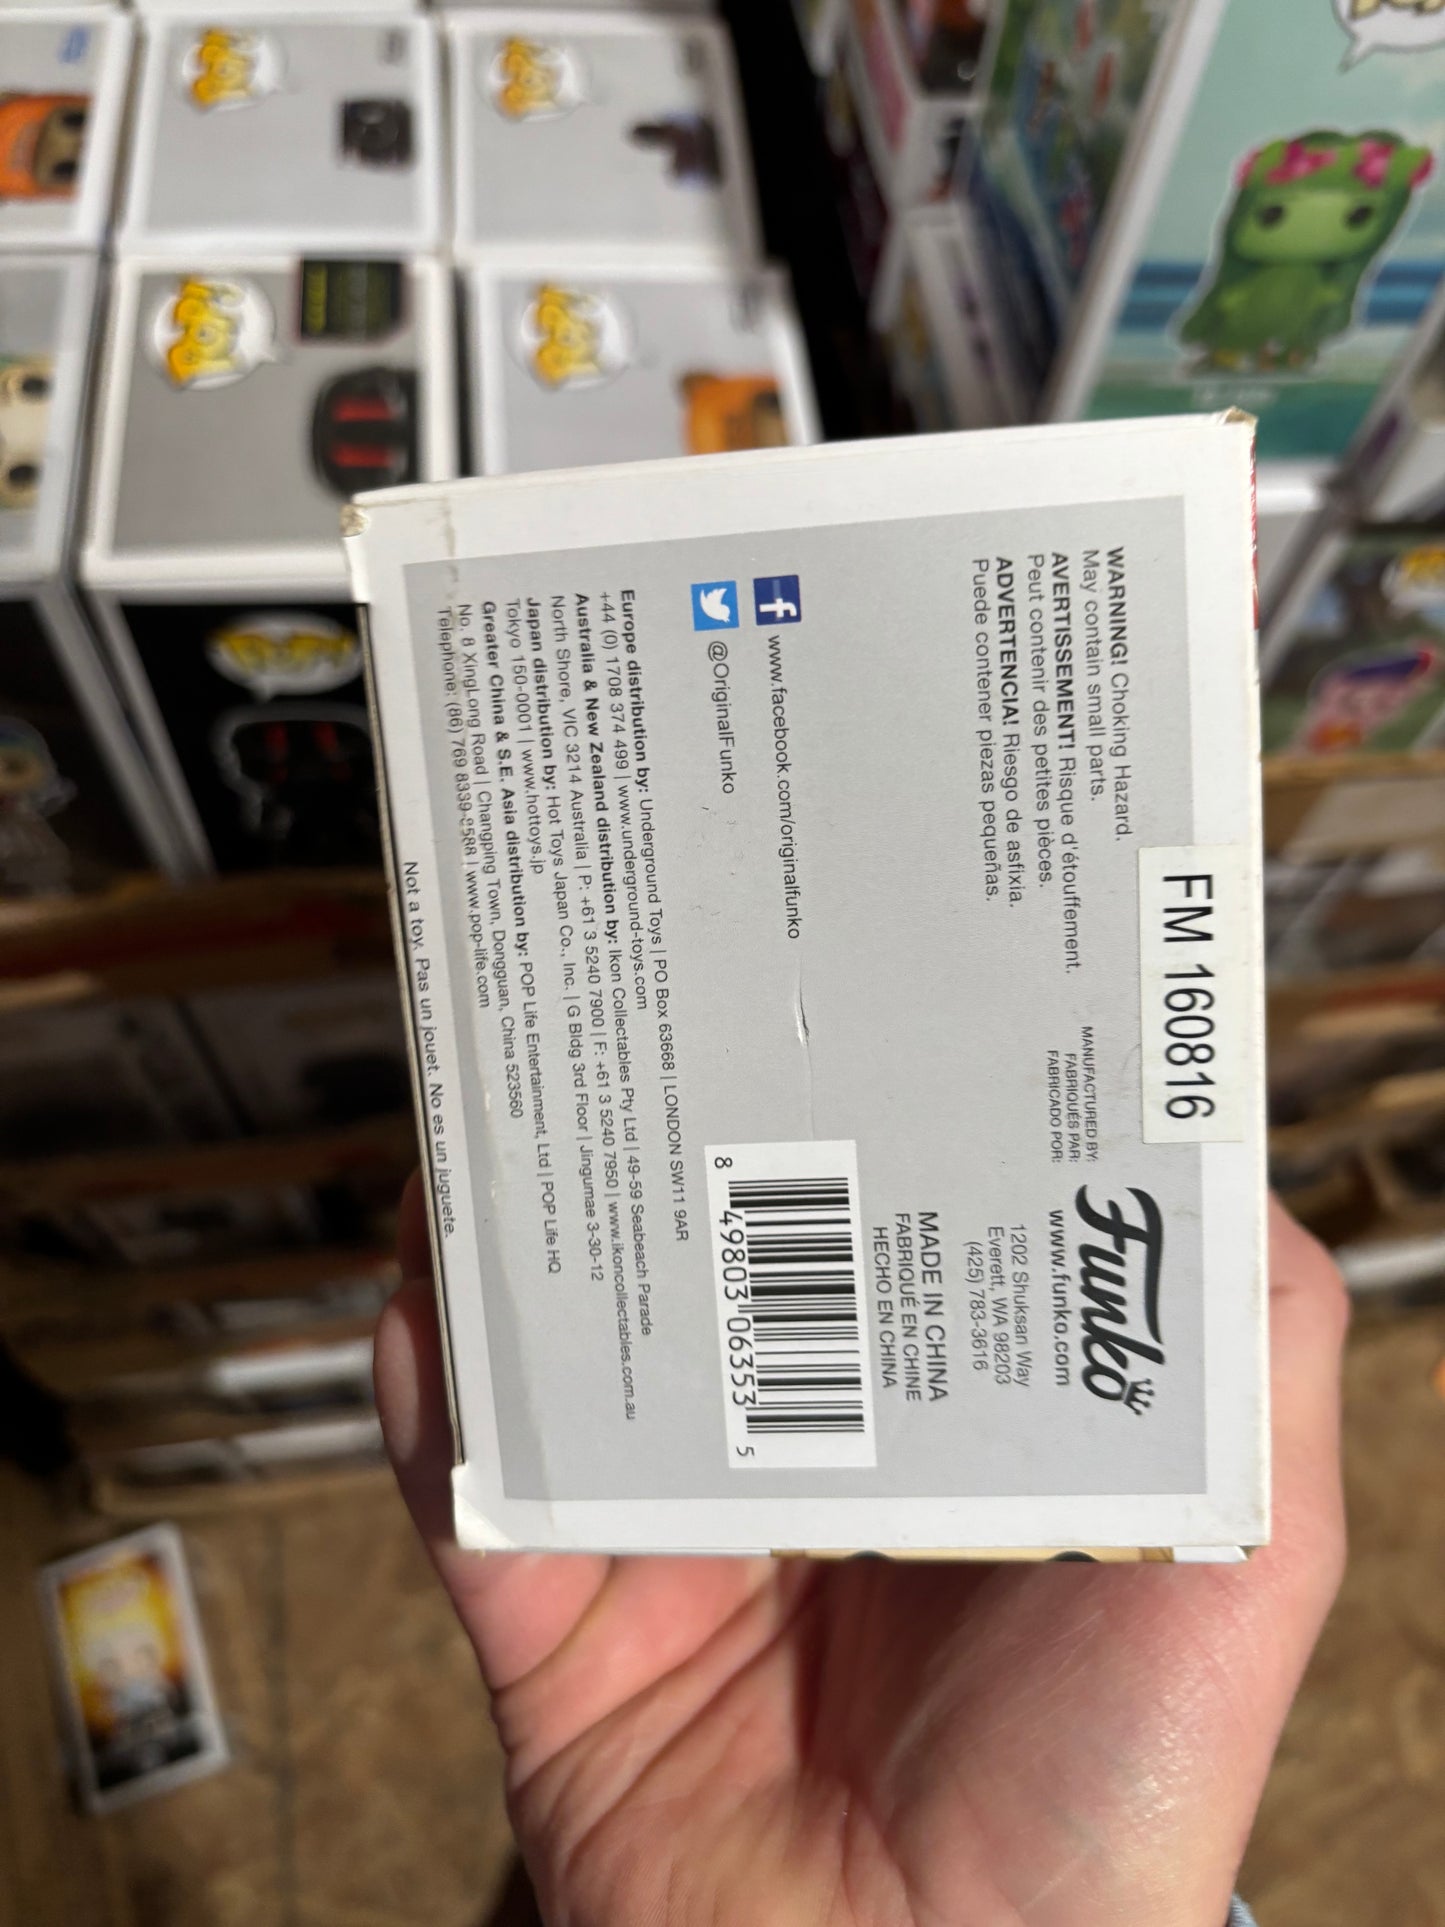 FM 160816
WARNING! Choking Hazard.
May contain small parts.
AVERTISSEMENT! Risque d'étouffement.
Peut contenir des petites pièces.
ADVERTENCIA! Riesgo de asfixia.
Puede contener piezas pequeñas.
MANUFACTURED BY:
FABRIQUÉS PAR:
FABRICADO POR:
Funko
www.funko.com
1202 Shuksan Way
Everett, WA 98203
(425) 783-3616
MADE IN CHINA
FABRIQUÉ EN CHINE
HECHO EN CHINA
f www.facebook.com/originalfunko
@OriginalFunko
8 49803 06353 5
Europe distribution by: Underground Toys | PO Box 63668 | LONDON SW11 9AR
+44 (0) 1708 374 499 | www.underground-toys.com
Australia & New Zealand distribution by: Ikon Collectables Pty Ltd | 49-59 Seabeach Parade
North Shore, VIC 3214 Australia | P: +61 3 5240 7900 | F: +61 3 5240 7950 | www.ikoncollectables.com.au
Japan distribution by: Hot Toys Japan Co., Inc. | G Bldg 3rd Floor | Jingumae 3-30-12
Tokyo 150-0001 | www.hottoys.jp
Greater China & S.E. Asia distribution by: POP Life Entertainment, Ltd | POP Life HQ
No. 8 XingLong Road | Changping Town, Dongguan, China 523560
Telephone: (86) 769 8339-8588 | www.pop-life.com
Not a toy. Pas un jouet. No es un juguete.
POP!
POP!
POP!
POP!
POP!